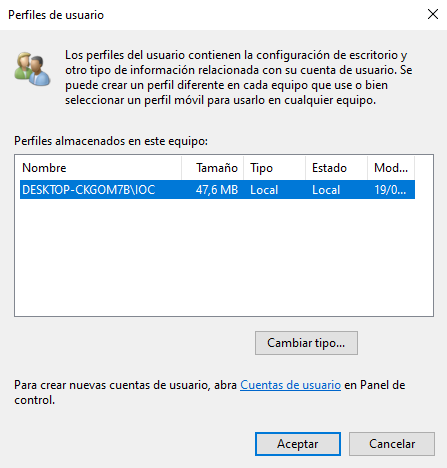 Perfiles de usuario
Los perfiles del usuario contienen la configuración de escritorio y
otro tipo de información relacionada con su cuenta de usuario. Se
puede crear un perfil diferente en cada equipo que use o bien
seleccionar un perfil móvil para usarlo en cualquier equipo.
Perfiles almacenados en este equipo:
Nombre Tamaño Tipo Estado Mod...
DESKTOP-CKGOM7B\IOC 47,6 MB Local Local 19/0...
Cambiar tipo...
Para crear nuevas cuentas de usuario, abra Cuentas de usuario en Panel de
control.
Aceptar Cancelar